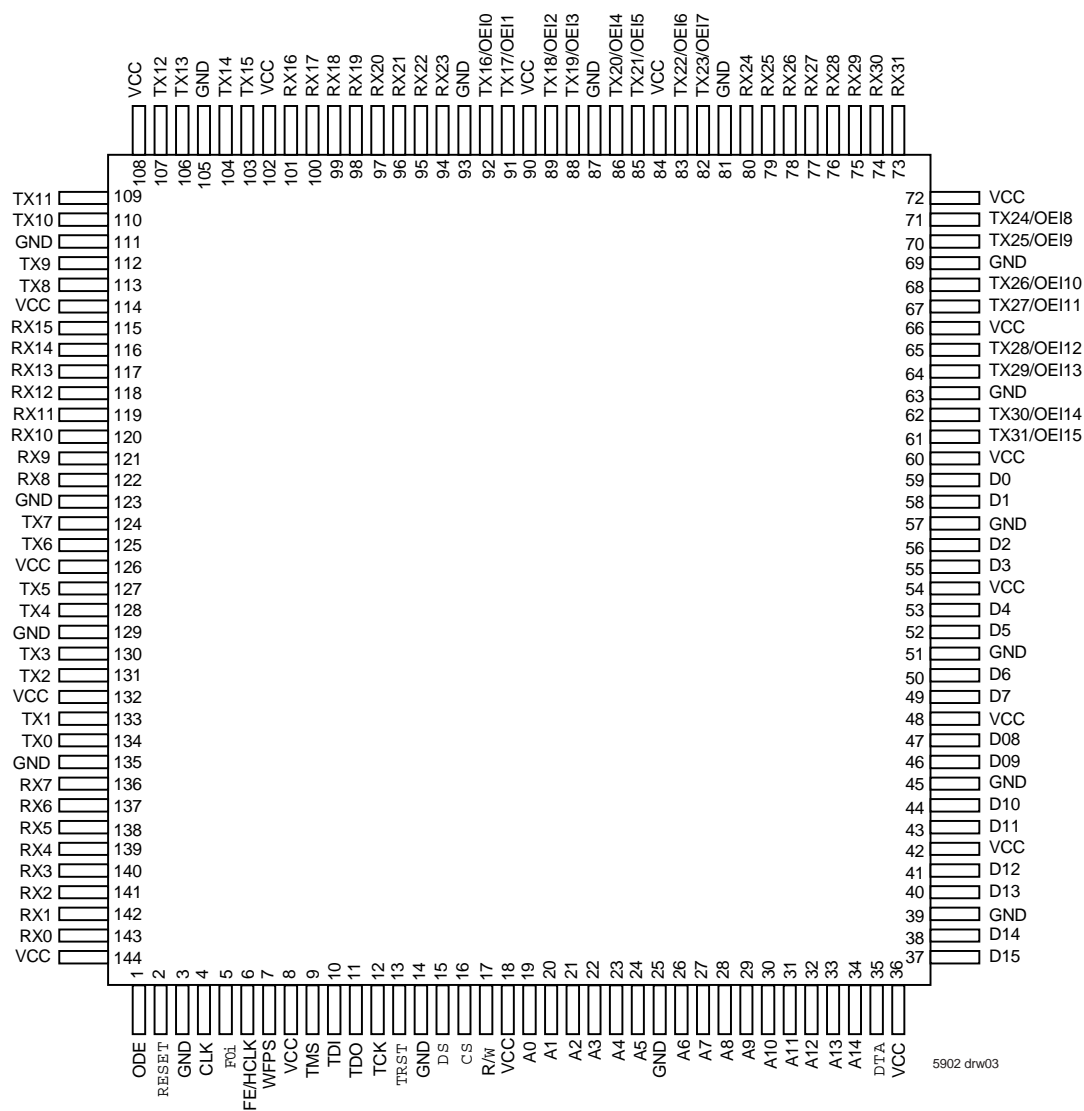 VCC TX12 TX13 GND TX14 TX15 VCC RX16 RX17 RX18 RX19 RX20 RX21 RX22 RX23 GND TX16/OEI0 TX17/OEI1 VCC TX18/OEI2 TX19/OEI3 GND TX20/OEI4 TX21/OEI5 VCC TX22/OEI6 TX23/OEI7 GND RX24 RX25 RX26 RX27 RX28 RX29 RX30 RX31
108 107 106 105 104 103 102 101 100 99 98 97 96 95 94 93 92 91 90 89 88 87 86 85 84 83 82 81 80 79 78 77 76 75 74 73
TX11 109 72 VCC
TX10 110 71 TX24/OEI8
GND 111 70 TX25/OEI9
TX9 112 69 GND
TX8 113 68 TX26/OEI10
VCC 114 67 TX27/OEI11
RX15 115 66 VCC
RX14 116 65 TX28/OEI12
RX13 117 64 TX29/OEI13
RX12 118 63 GND
RX11 119 62 TX30/OEI14
RX10 120 61 TX31/OEI15
RX9 121 60 VCC
RX8 122 59 D0
GND 123 58 D1
TX7 124 57 GND
TX6 125 56 D2
VCC 126 55 D3
TX5 127 54 VCC
TX4 128 53 D4
GND 129 52 D5
TX3 130 51 GND
TX2 131 50 D6
VCC 132 49 D7
TX1 133 48 VCC
TX0 134 47 D08
GND 135 46 D09
RX7 136 45 GND
RX6 137 44 D10
RX5 138 43 D11
RX4 139 42 VCC
RX3 140 41 D12
RX2 141 40 D13
RX1 142 39 GND
RX0 143 38 D14
VCC 144 37 D15
1 2 3 4 5 6 7 8 9 10 11 12 13 14 15 16 17 18 19 20 21 22 23 24 25 26 27 28 29 30 31 32 33 34 35 36
ODE RESET GND CLK F0i FE/HCLK WFPS VCC TMS TDI TDO TCK TRST GND DS CS R/W VCC A0 A1 A2 A3 A4 A5 GND A6 A7 A8 A9 A10 A11 A12 A13 A14 DTA VCC
5902 drw03